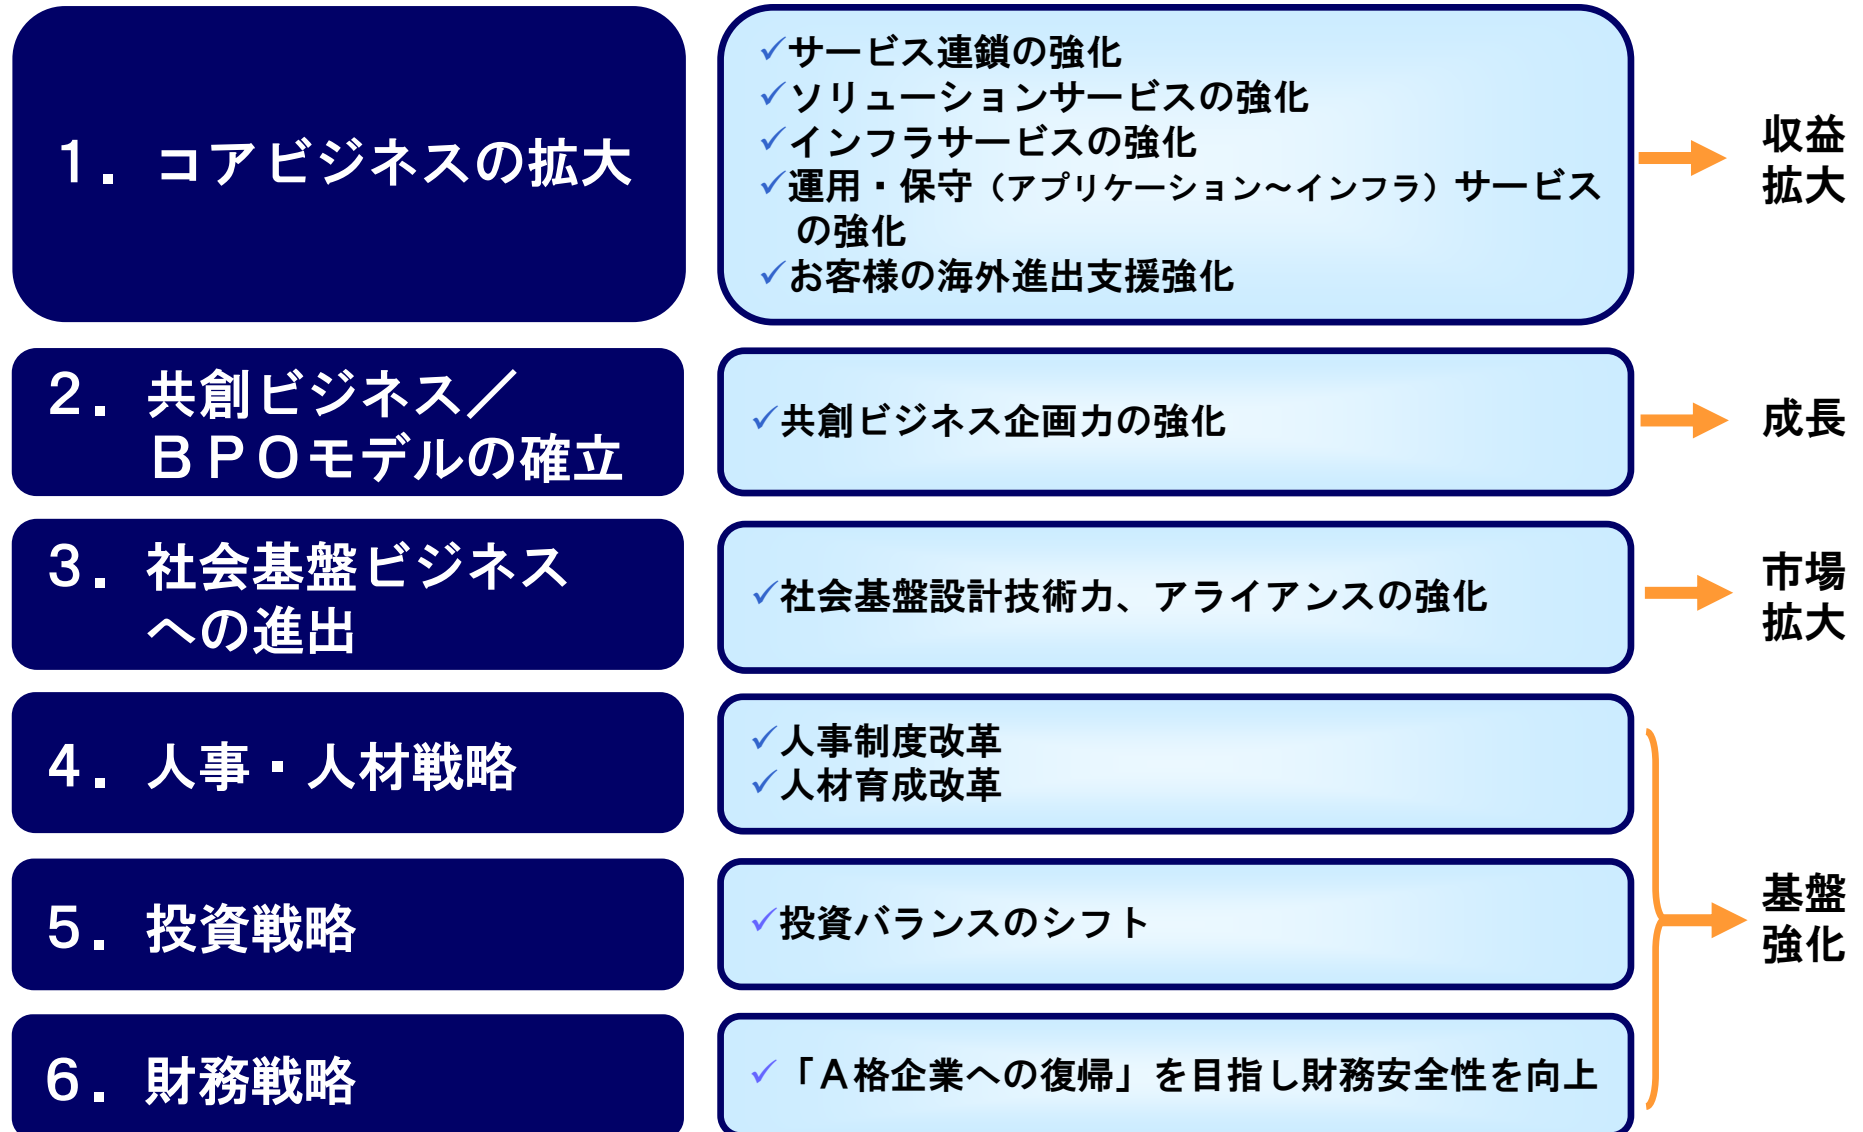 １．コアビジネスの拡大
✓サービス連鎖の強化
✓ソリューションサービスの強化
✓インフラサービスの強化
✓運用・保守（アプリケーション～インフラ）サービス
の強化
✓お客様の海外進出支援強化
収益
拡大
２．共創ビジネス／
ＢＰＯモデルの確立
✓共創ビジネス企画力の強化
成長
３．社会基盤ビジネス
への進出
✓社会基盤設計技術力、アライアンスの強化
市場
拡大
４．人事・人材戦略
✓人事制度改革
✓人材育成改革
５．投資戦略
✓投資バランスのシフト
６．財務戦略
✓「Ａ格企業への復帰」を目指し財務安全性を向上
基盤
強化